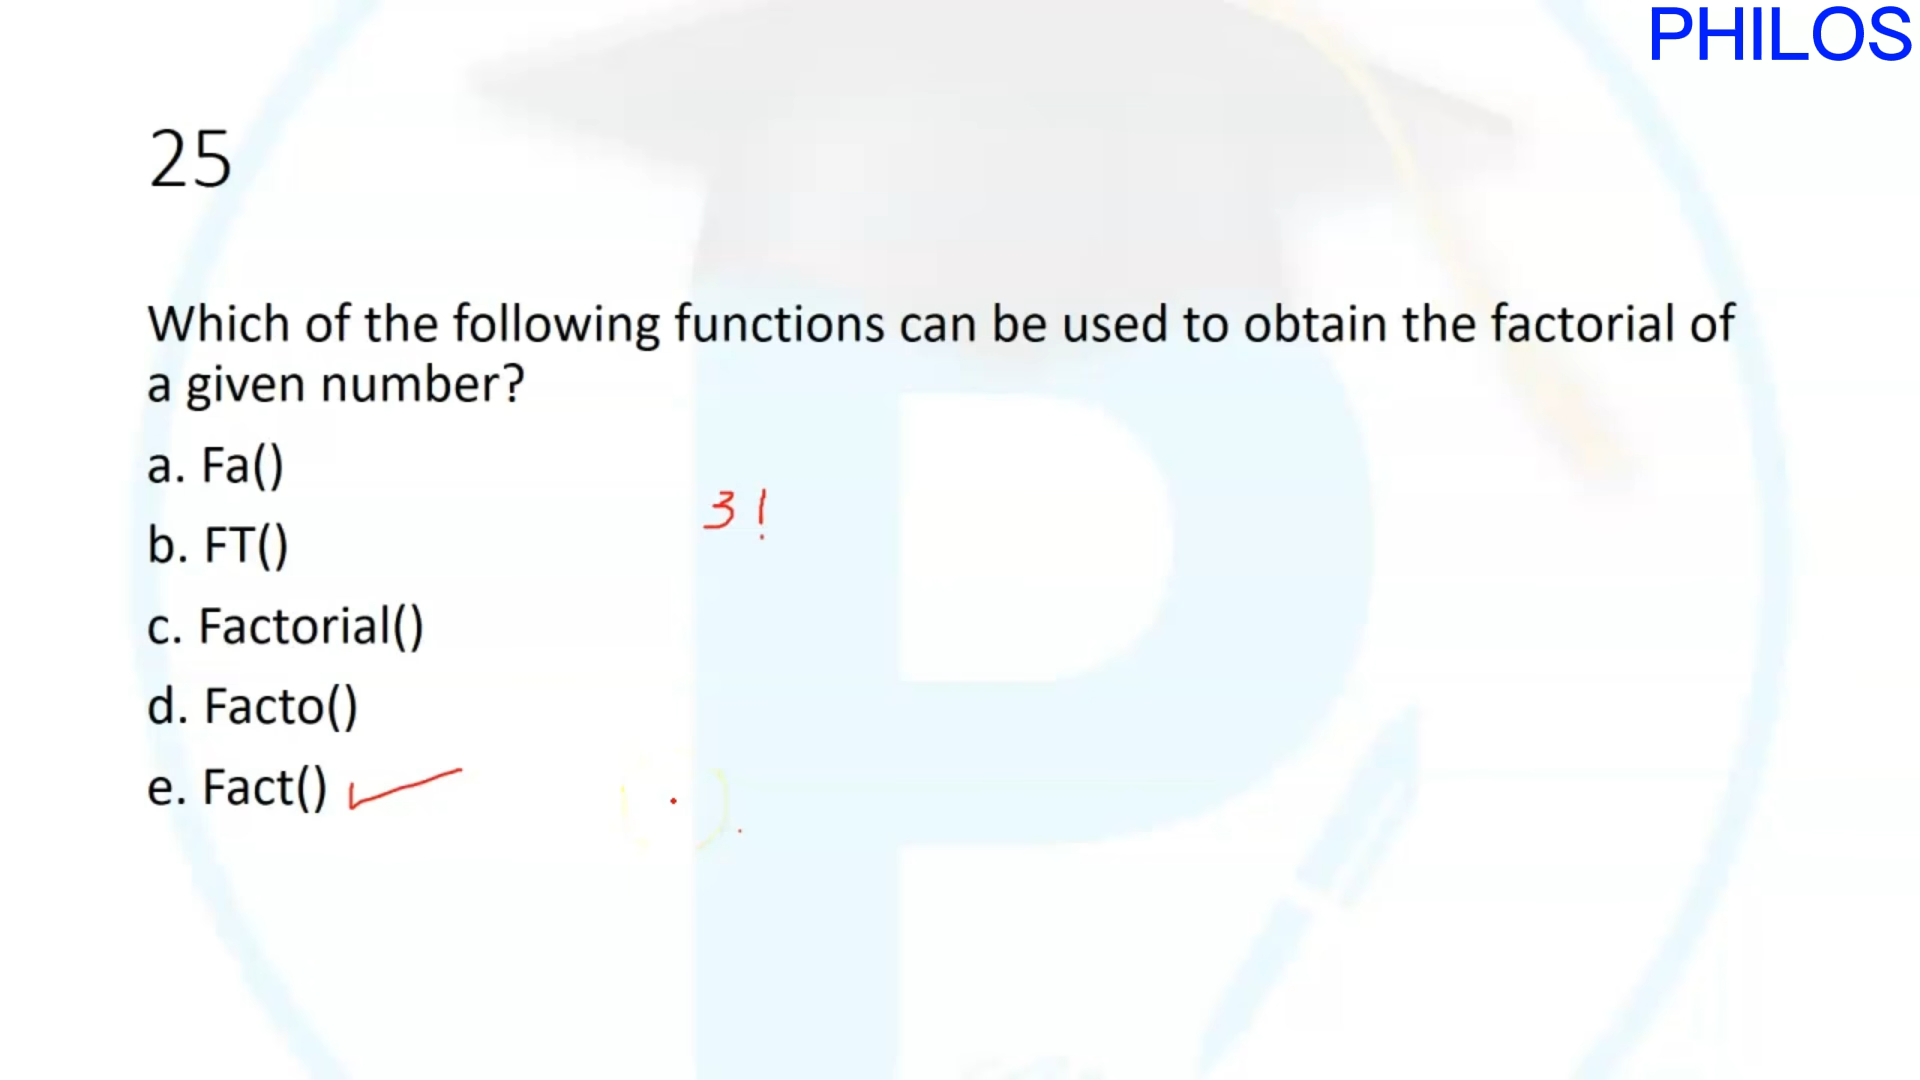 PHILOS
25
Which of the following functions can be used to obtain the factorial of
a given number?
a. Fa()
b. FT()
3!
c. Factorial()
d. Facto()
e. Fact()